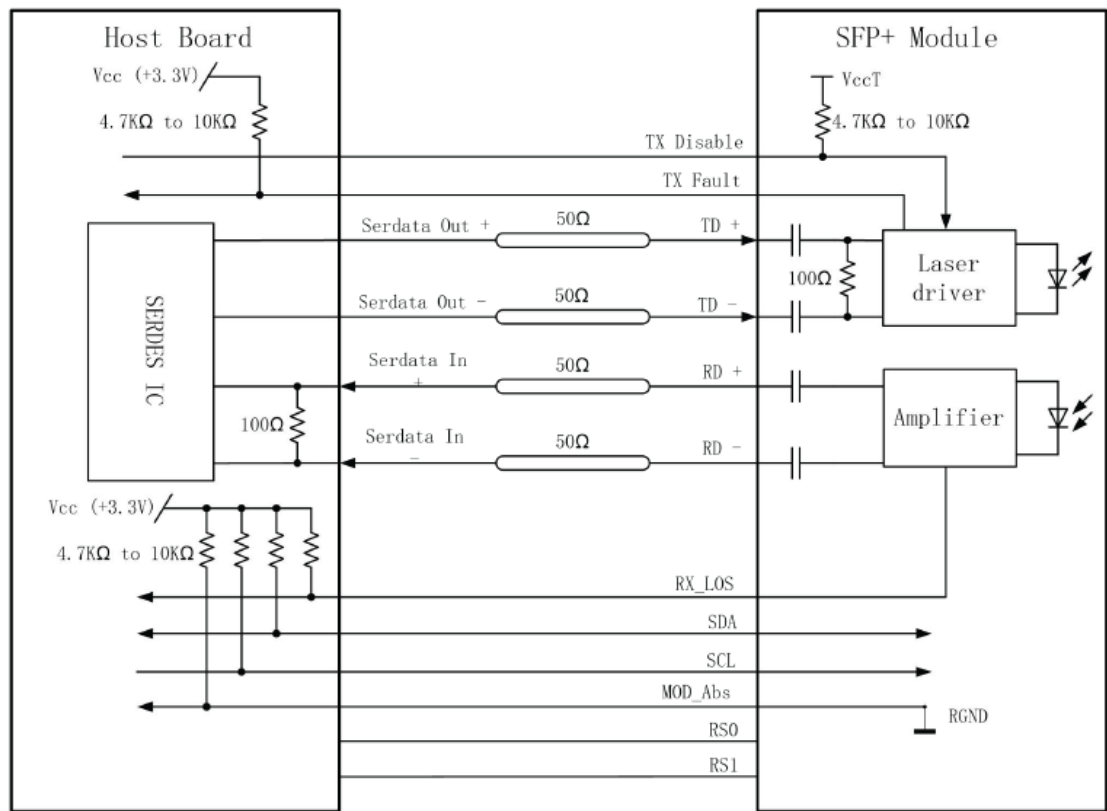 Host Board
SFP+ Module
Vcc (+3.3V)
VccT
4.7KΩ to 10KΩ
4.7KΩ to 10KΩ
TX Disable
TX Fault
Serdata Out +
50Ω
TD +
100Ω
Laser
driver
Serdata Out -
50Ω
TD -
SERDES IC
Serdata In
+
50Ω
RD +
100Ω
Amplifier
Serdata In
-
50Ω
RD -
Vcc (+3.3V)
4.7KΩ to 10KΩ
RX_LOS
SDA
SCL
MOD_Abs
RGND
RS0
RS1